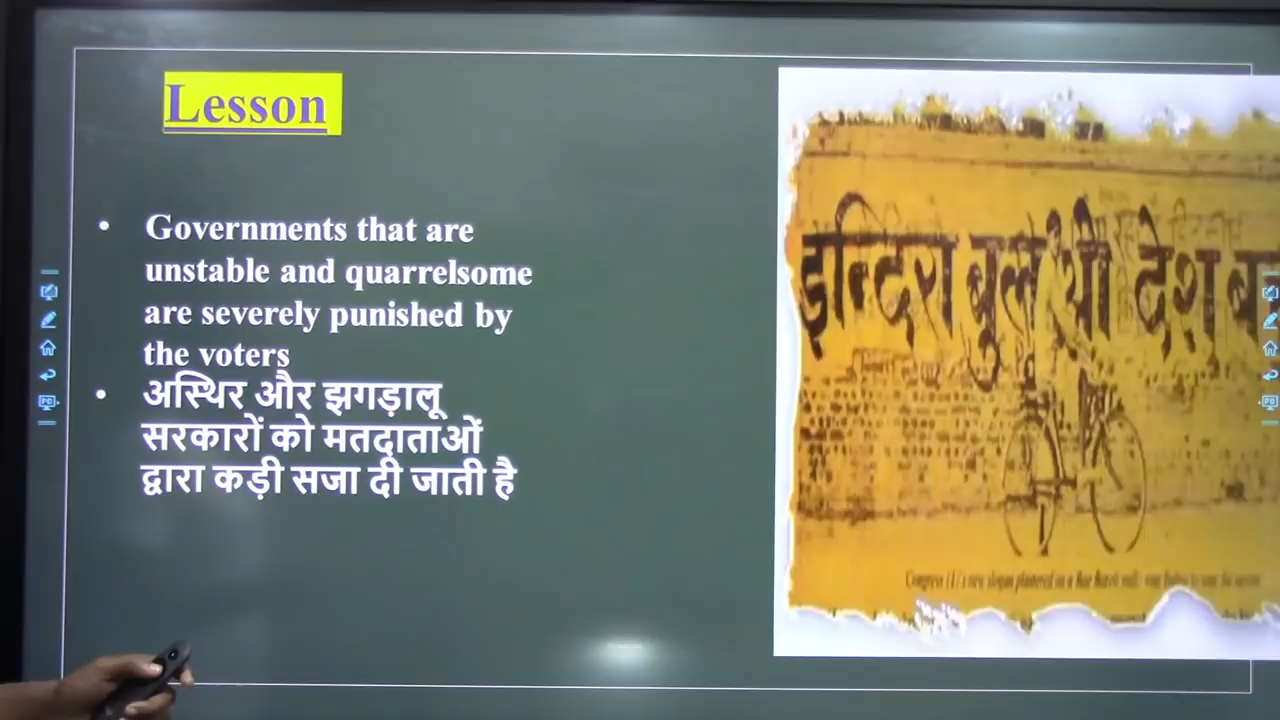 Lesson
• Governments that are
unstable and quarrelsome
are severely punished by
the voters
• अस्थिर और झगड़ालू
सरकारों को मतदाताओं
द्वारा कड़ी सजा दी जाती है
इन्दिरा बुलाओ देश